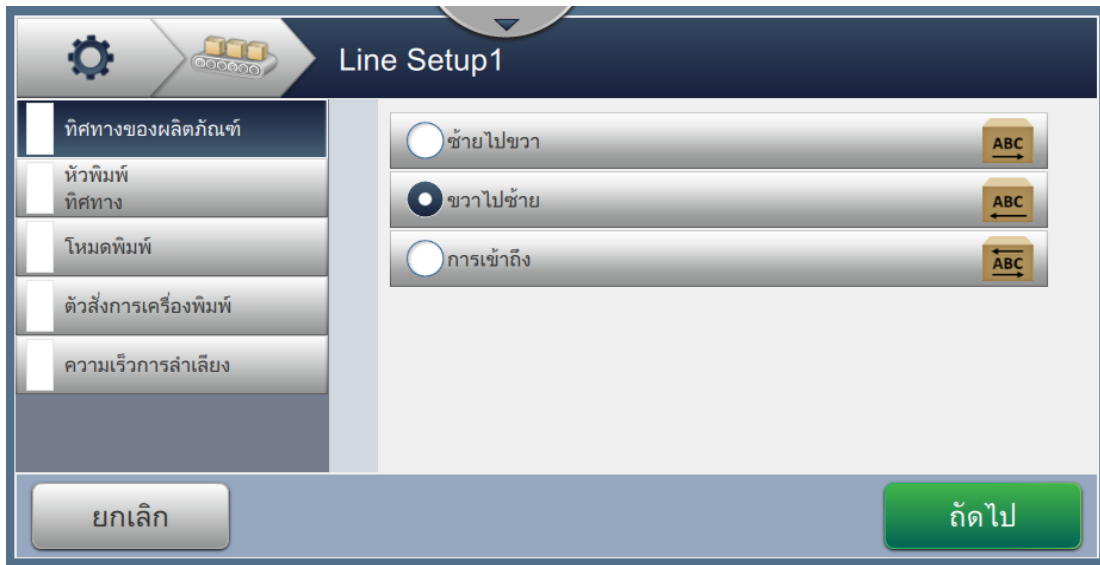 Line Setup1
ทิศทางของผลิตภัณฑ์
หัวพิมพ์
ทิศทาง
โหมดพิมพ์
ตัวสั่งการเครื่องพิมพ์
ความเร็วการลำเลียง
ซ้ายไปขวา
ABC
ขวาไปซ้าย
ABC
การเข้าถึง
ABC
ยกเลิก
ถัดไป